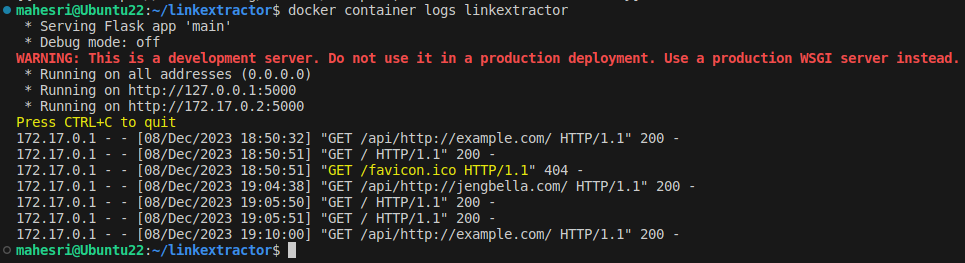 mahesri@Ubuntu22:~/linkextractor$ docker container logs linkextractor
 * Serving Flask app 'main'
 * Debug mode: off
WARNING: This is a development server. Do not use it in a production deployment. Use a production WSGI server instead.
 * Running on all addresses (0.0.0.0)
 * Running on http://127.0.0.1:5000
 * Running on http://172.17.0.2:5000
Press CTRL+C to quit
172.17.0.1 - - [08/Dec/2023 18:50:32] "GET /api/http://example.com/ HTTP/1.1" 200 -
172.17.0.1 - - [08/Dec/2023 18:50:51] "GET / HTTP/1.1" 200 -
172.17.0.1 - - [08/Dec/2023 18:50:51] "GET /favicon.ico HTTP/1.1" 404 -
172.17.0.1 - - [08/Dec/2023 19:04:38] "GET /api/http://jengbella.com/ HTTP/1.1" 200 -
172.17.0.1 - - [08/Dec/2023 19:05:50] "GET / HTTP/1.1" 200 -
172.17.0.1 - - [08/Dec/2023 19:05:51] "GET / HTTP/1.1" 200 -
172.17.0.1 - - [08/Dec/2023 19:10:00] "GET /api/http://example.com/ HTTP/1.1" 200 -
mahesri@Ubuntu22:~/linkextractor$